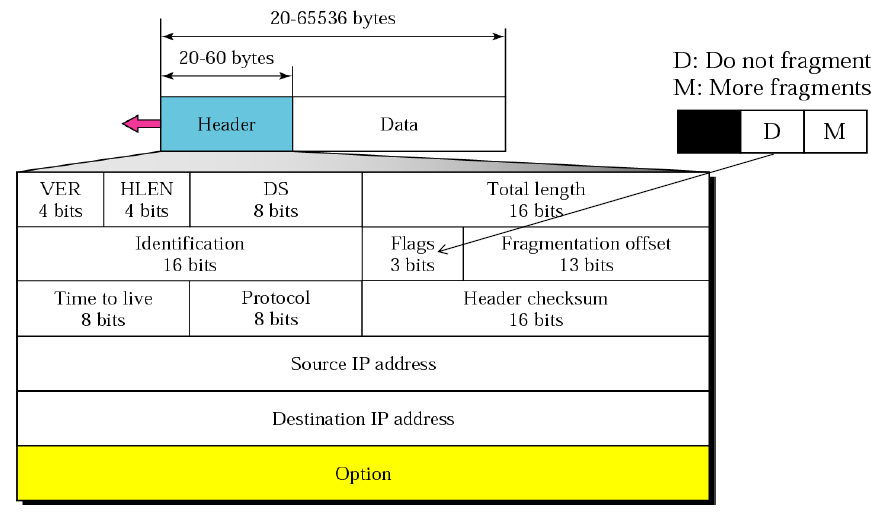 20-65536 bytes
20-60 bytes
Header
Data
D: Do not fragment
M: More fragments
D
M
VER
4 bits
HLEN
4 bits
DS
8 bits
Total length
16 bits
Identification
16 bits
Flags
3 bits
Fragmentation offset
13 bits
Time to live
8 bits
Protocol
8 bits
Header checksum
16 bits
Source IP address
Destination IP address
Option